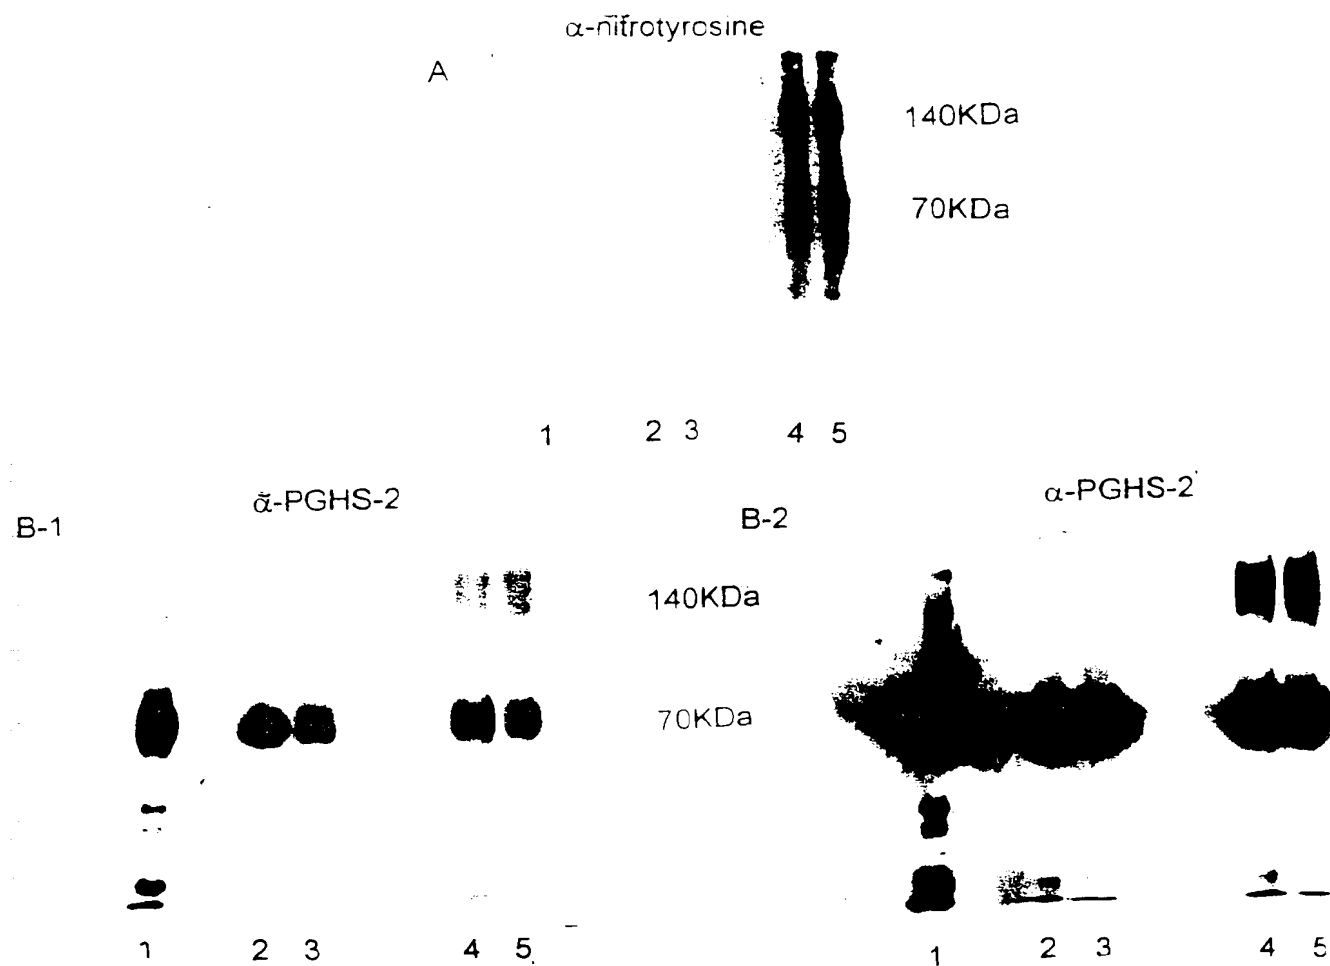 α-nitrotyrosine
A
140KDa
70KDa
1 2 3 4 5
α-PGHS-2
α-PGHS-2
B-1
B-2
140KDa
70KDa
1 2 3 4 5
1 2 3 4 5